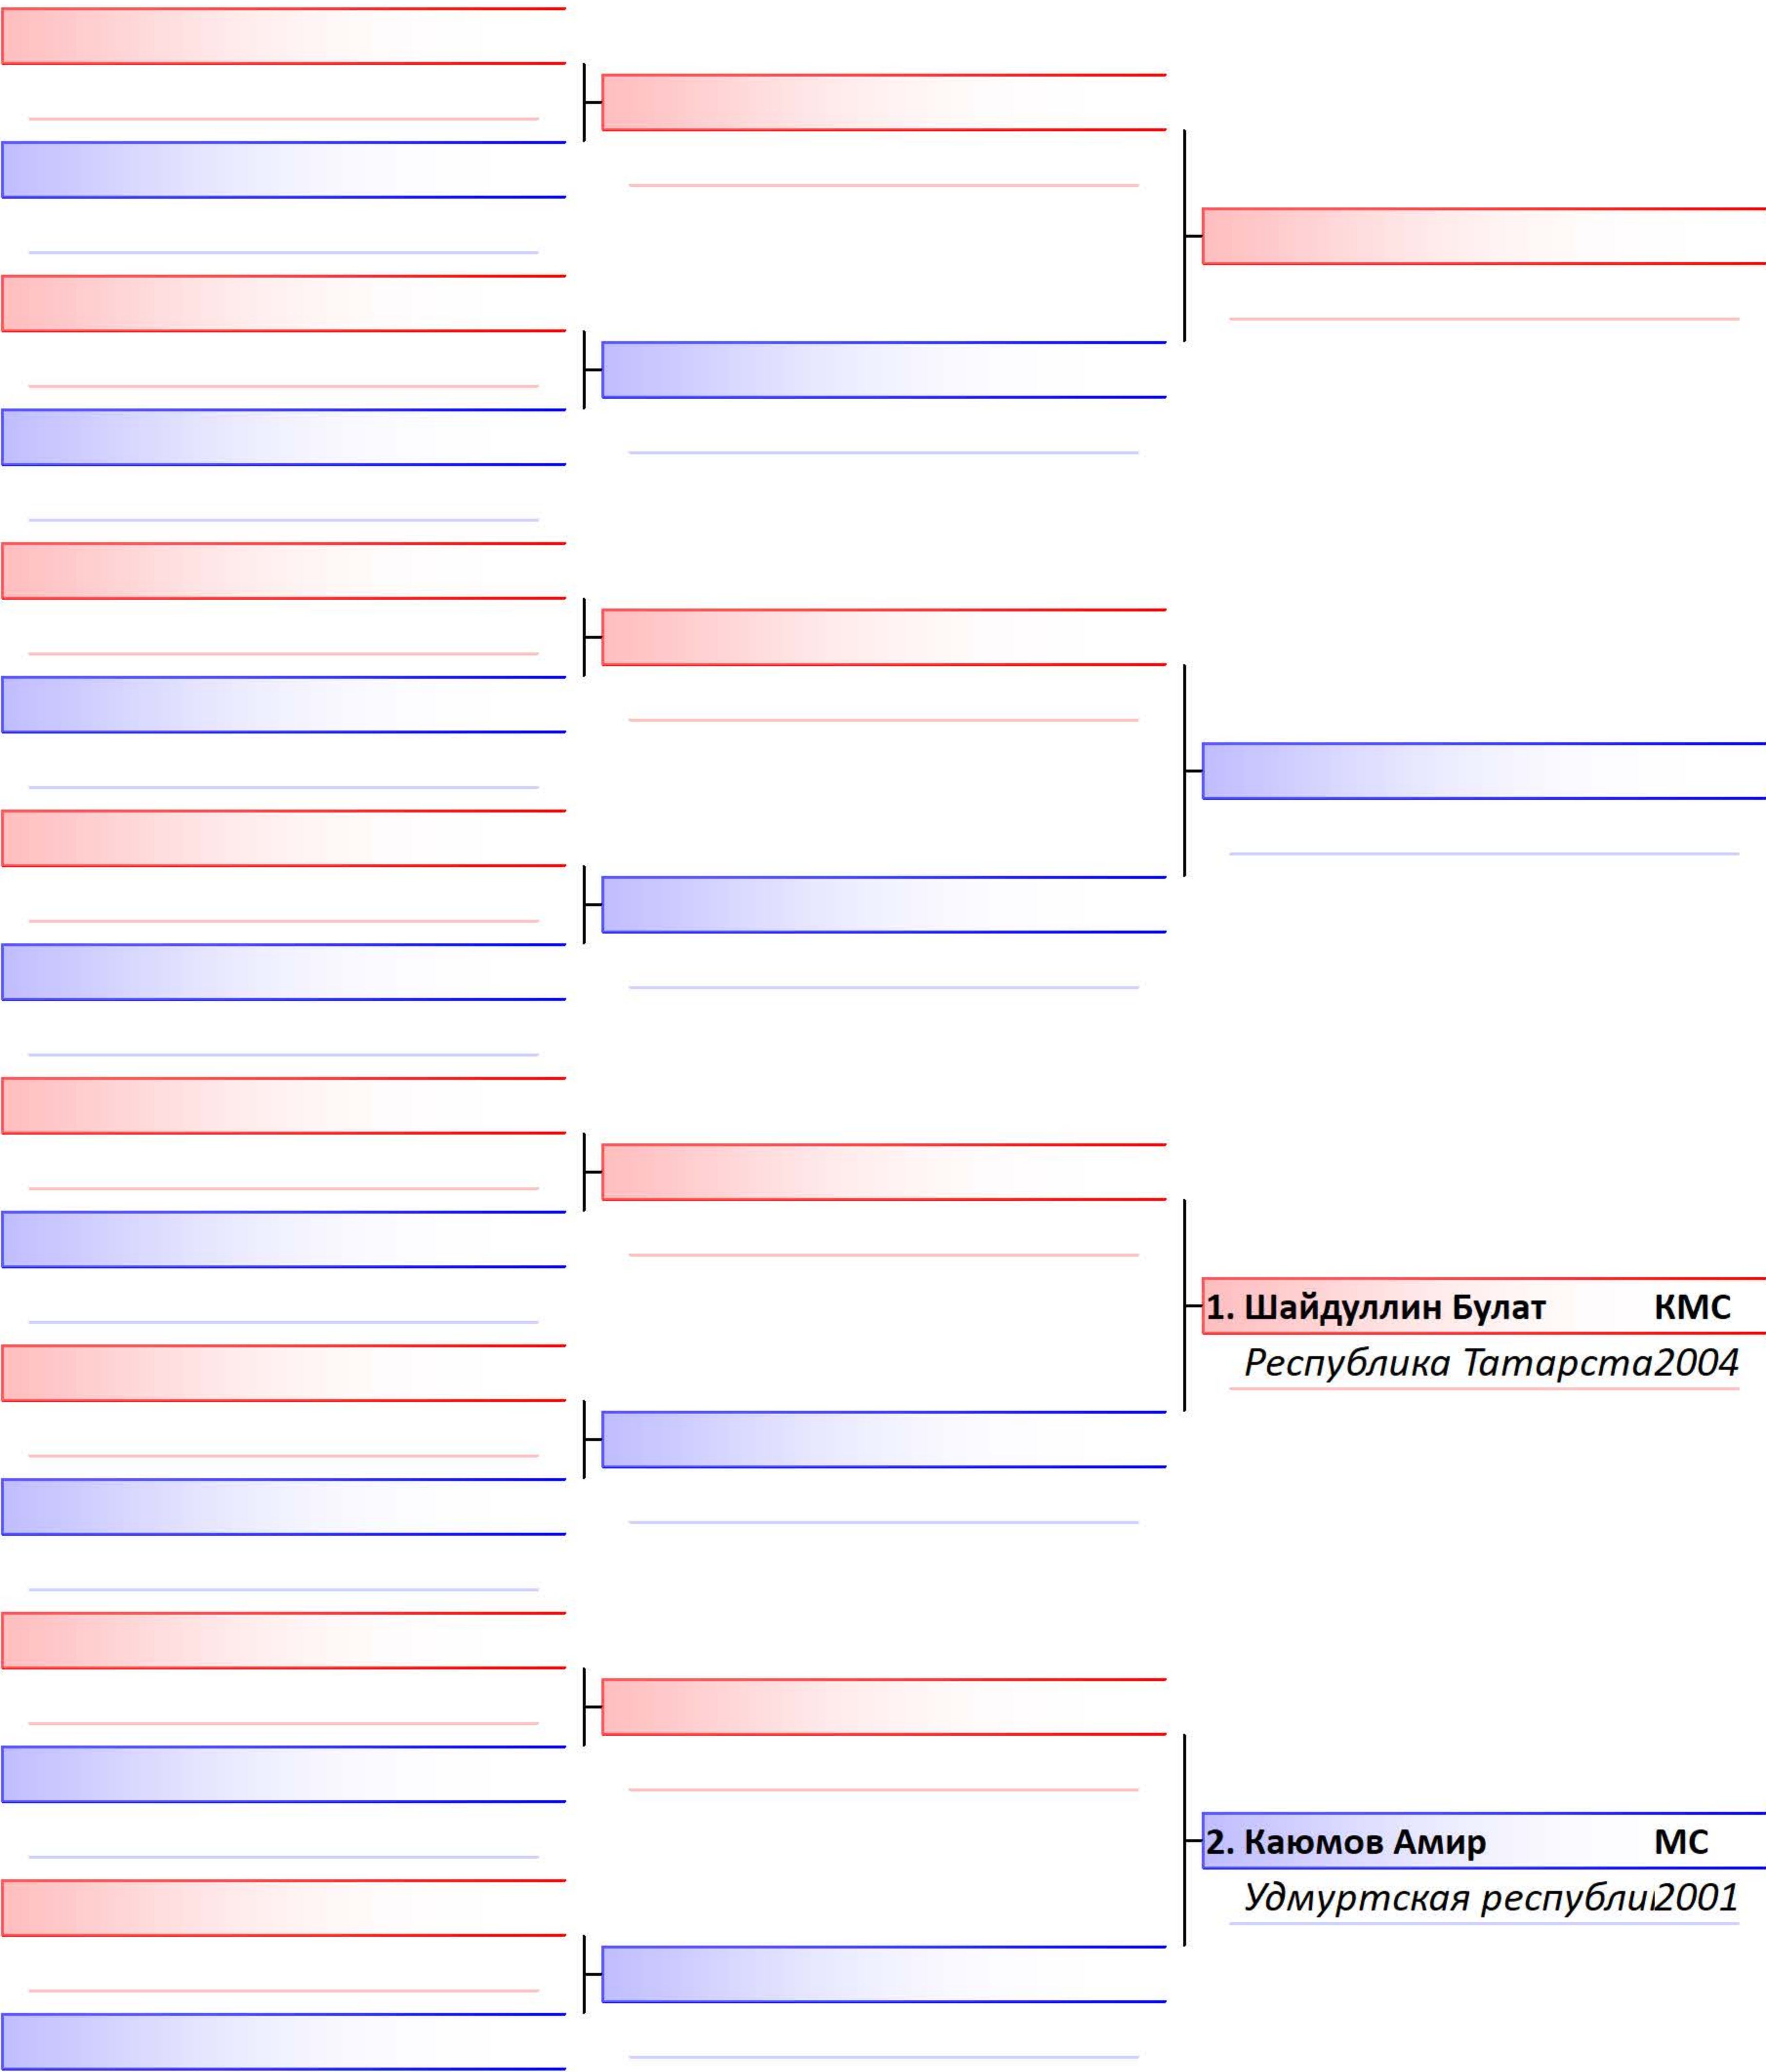 1. Шайдуллин Булат КМС
Республика Татарста2004
2. Каюмов Амир МС
Удмуртская республи2001